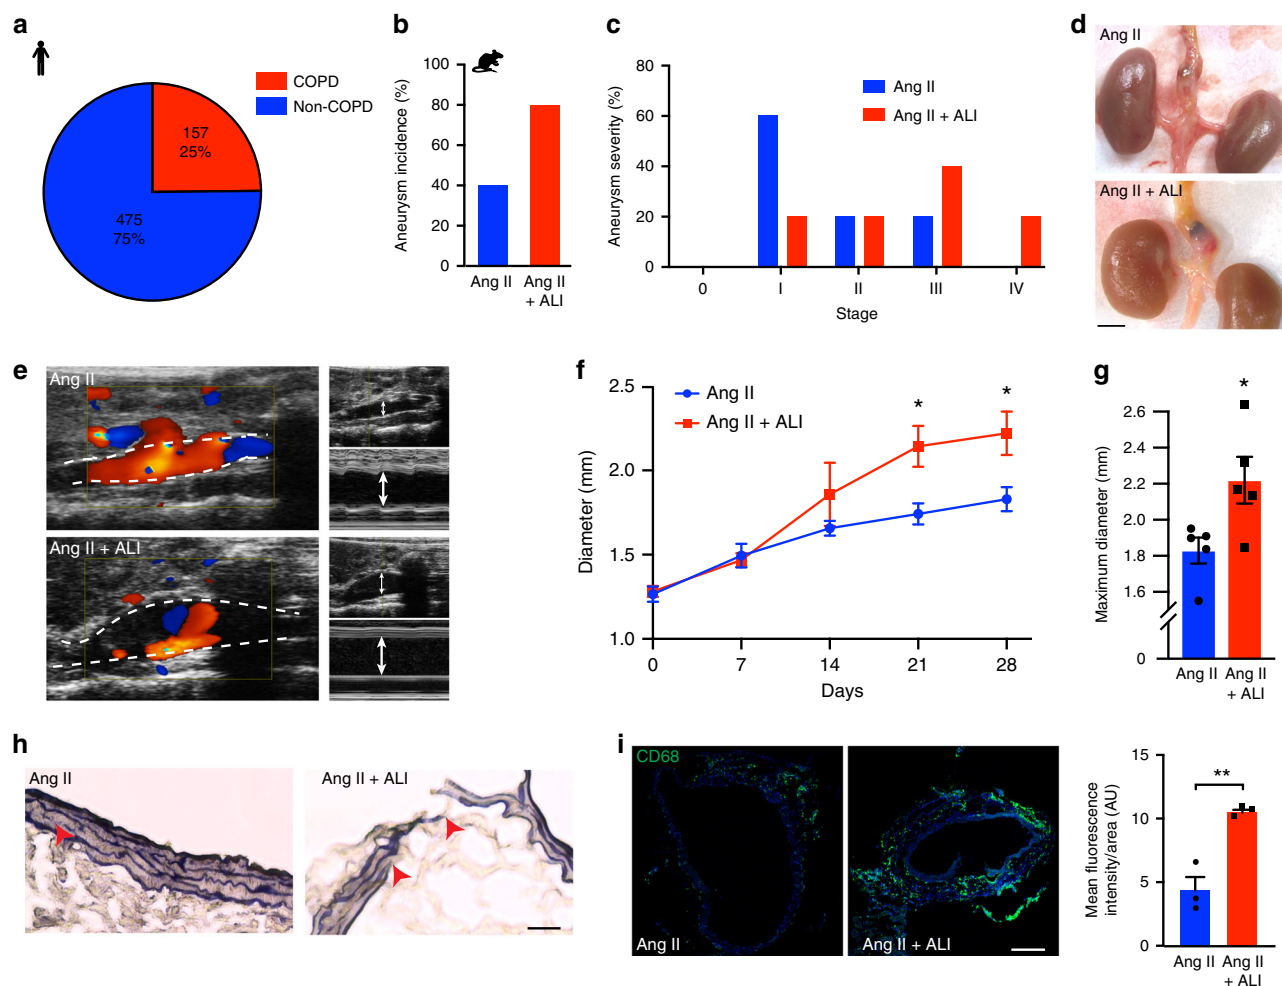 a
COPD
Non-COPD
157
25%
475
75%
b
Aneurysm incidence (%)
100
80
60
40
20
0
Ang II
Ang II
+ ALI
c
Aneurysm severity (%)
80
60
40
20
0
Ang II
Ang II + ALI
0
I
II
III
IV
Stage
d
Ang II
Ang II + ALI
e
Ang II
Ang II + ALI
f
Diameter (mm)
2.5
2.0
1.5
1.0
Ang II
Ang II + ALI
*
*
0
7
14
21
28
Days
g
Maximum diameter (mm)
2.6
2.4
2.2
2.0
1.8
1.6
0
*
Ang II
Ang II
+ ALI
h
Ang II
Ang II + ALI
i
CD68
Ang II
Ang II + ALI
Mean fluorescence
intensity/area (AU)
15
10
5
0
**
Ang II
Ang II
+ ALI